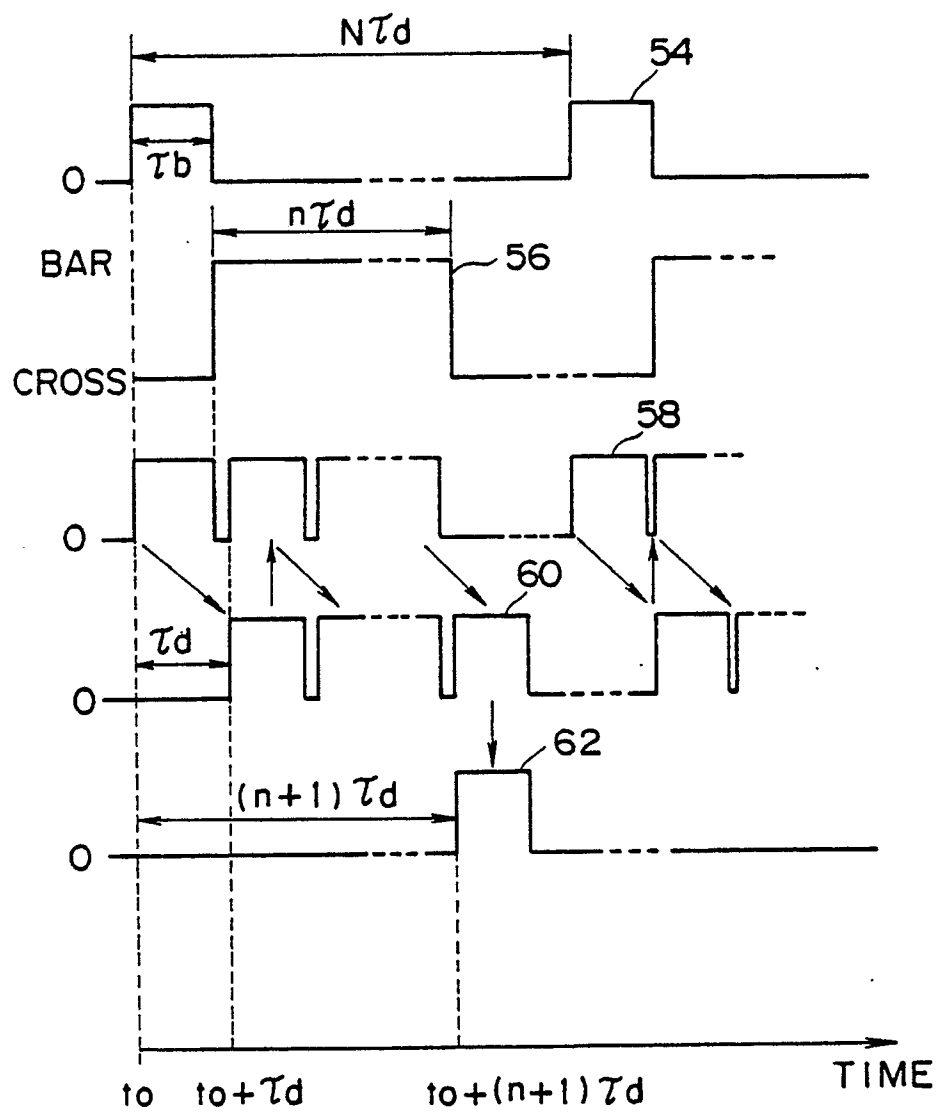 Nτd
54
τb
0
nτd
BAR
56
CROSS
58
0
60
τd
0
62
(n+1)τd
0
TIME
to to+τd to+(n+1)τd